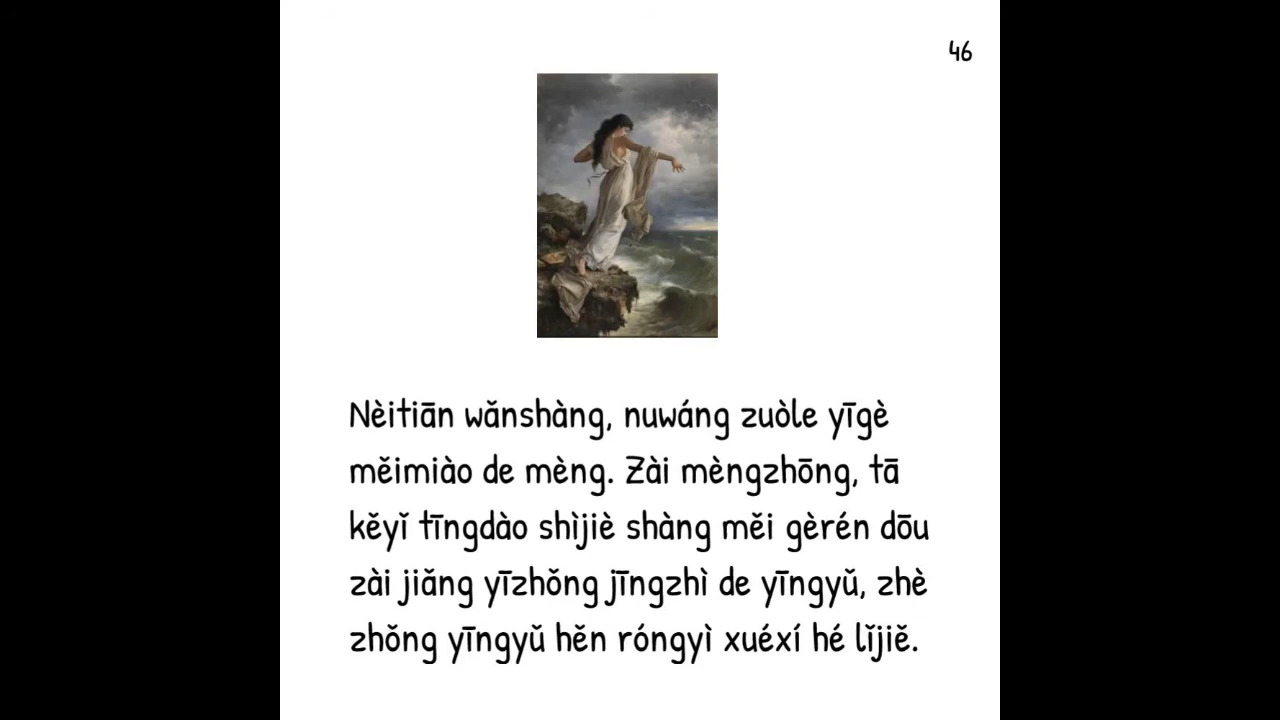 46
Nèitiān wǎnshàng, nuwáng zuòle yīgè
měimiào de mèng. Zài mèngzhōng, tā
kěyǐ tīngdào shìjiè shàng měi gèrén dōu
zài jiǎng yīzhǒng jīngzhì de yīngyǔ, zhè
zhǒng yīngyǔ hěn róngyì xuéxí hé lǐjiě.